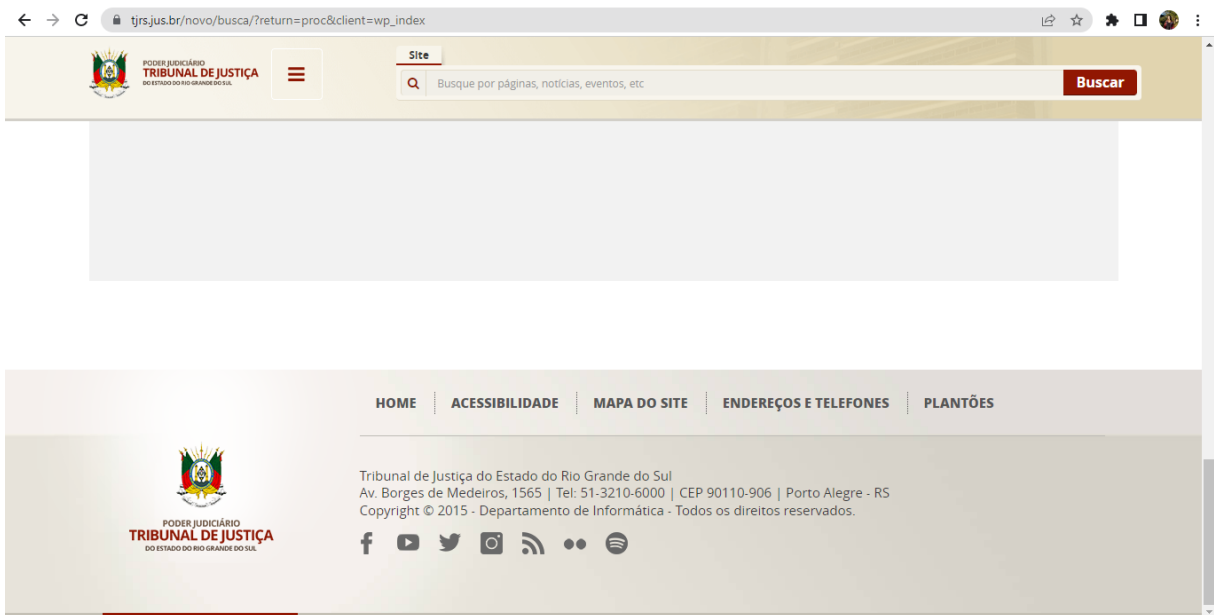 tjrs.jus.br/novo/busca/?return=proc&client=wp_index
PODER JUDICIÁRIO
TRIBUNAL DE JUSTIÇA
DO ESTADO DO RIO GRANDE DO SUL
Site
Busque por páginas, notícias, eventos, etc
Buscar
HOME
ACESSIBILIDADE
MAPA DO SITE
ENDEREÇOS E TELEFONES
PLANTÕES
PODER JUDICIÁRIO
TRIBUNAL DE JUSTIÇA
DO ESTADO DO RIO GRANDE DO SUL
Tribunal de Justiça do Estado do Rio Grande do Sul
Av. Borges de Medeiros, 1565 | Tel: 51-3210-6000 | CEP 90110-906 | Porto Alegre - RS
Copyright © 2015 - Departamento de Informática - Todos os direitos reservados.